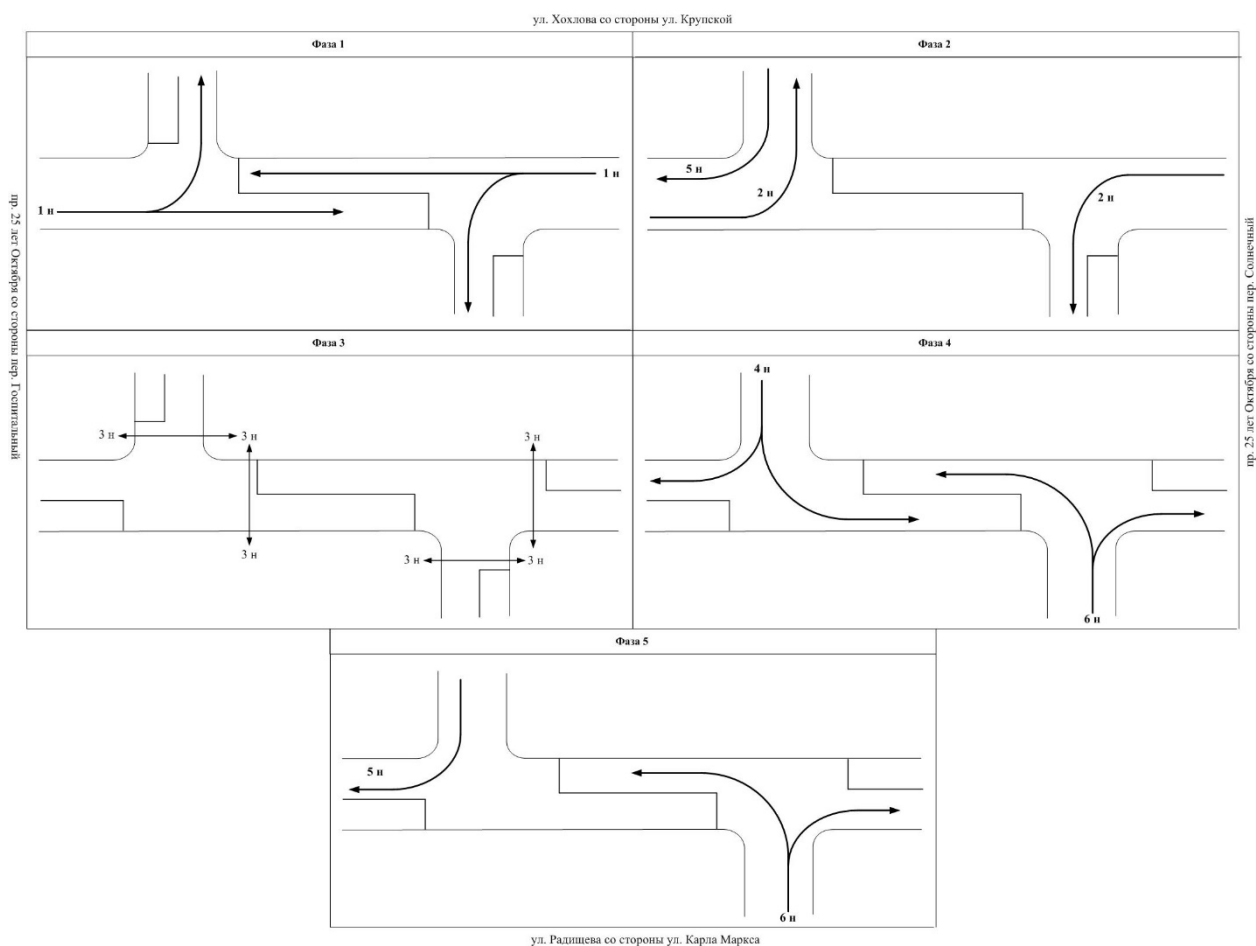 ул. Хохлова со стороны ул. Крупской
Фаза 1
Фаза 2
пр. 25 лет Октября со стороны пер. Госпитальный
1 н
1 н
5 н
2 н
2 н
пр. 25 лет Октября со стороны пер. Солнечный
Фаза 3
Фаза 4
3 н
3 н
3 н
3 н
3 н
3 н
4 н
6 н
Фаза 5
5 н
6 н
ул. Радищева со стороны ул. Карла Маркса